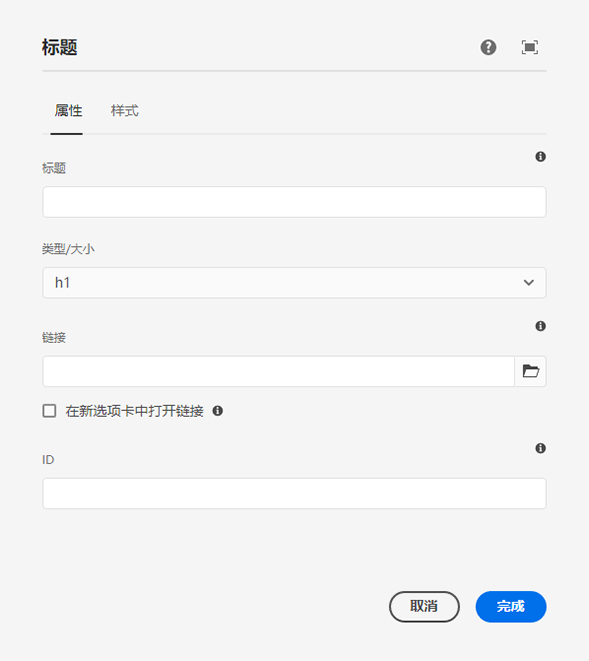 标题
属性 样式
标题
类型/大小
h1
链接
在新选项卡中打开链接
ID
取消 完成